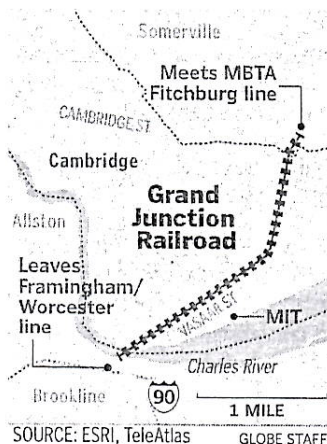 Somerville
Meets MBTA
Fitchburg line
CAMBRIDGE ST
Cambridge
Allston
Grand
Junction
Railroad
Leaves
Framingham/
Worcester
line
VASSAR ST
MIT
Charles River
Brookline
90
1 MILE
SOURCE: ESRI, TeleAtlas
GLOBE STAFF